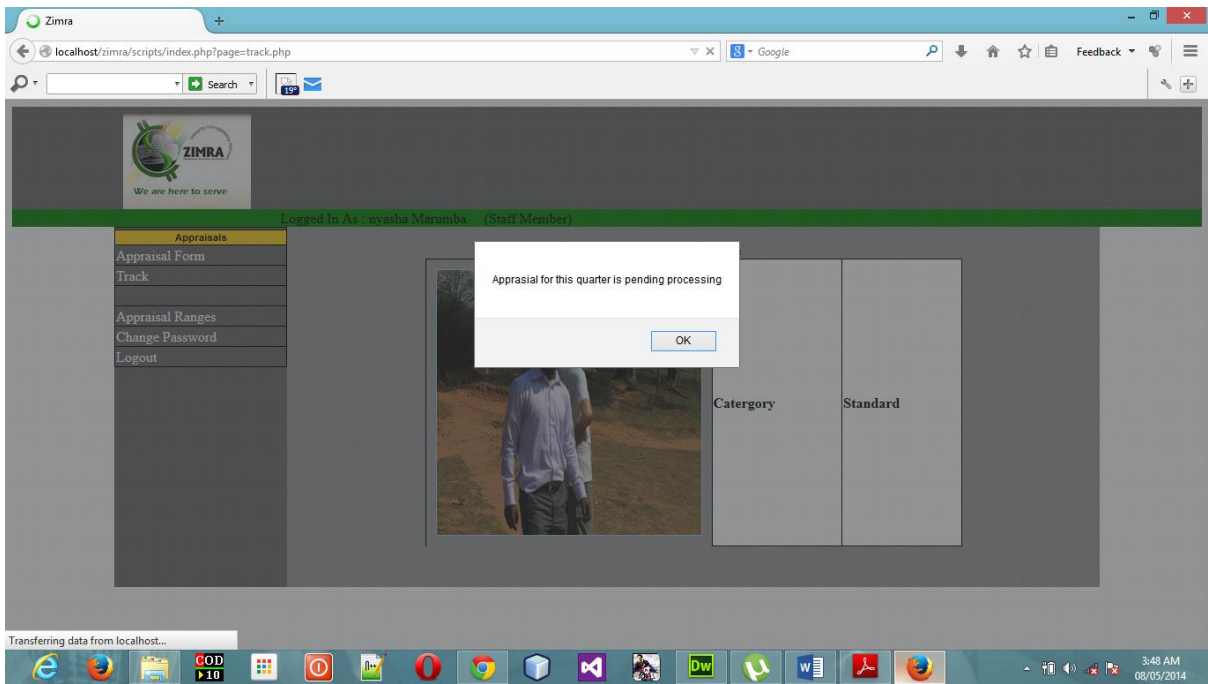 Zimra
localhost/zimra/scripts/index.php?page=track.php
Google
Feedback
Search
19°
ZIMRA
We are here to serve
Logged In As : nyasha Marumba (Staff Member)
Appraisals
Appraisal Form
Track
Appraisal Ranges
Change Password
Logout
Apprasial for this quarter is pending processing
OK
Catergory
Standard
Transferring data from localhost...
COD
10
Dw
3:48 AM
08/05/2014